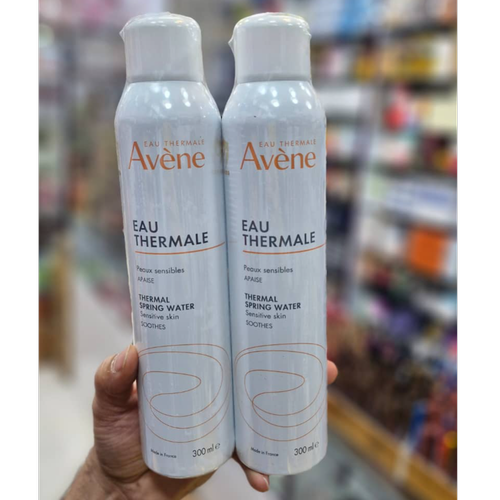 EAU THERMALE
Avène
EAU
THERMALE
Peaux sensibles
APAISE
THERMAL
SPRING WATER
Sensitive skin
SOOTHES
300 ml e
Made in France
EAU THERMALE
Avène
EAU
THERMALE
Peaux sensibles
APAISE
THERMAL
SPRING WATER
Sensitive skin
SOOTHES
300 ml e
Made in France